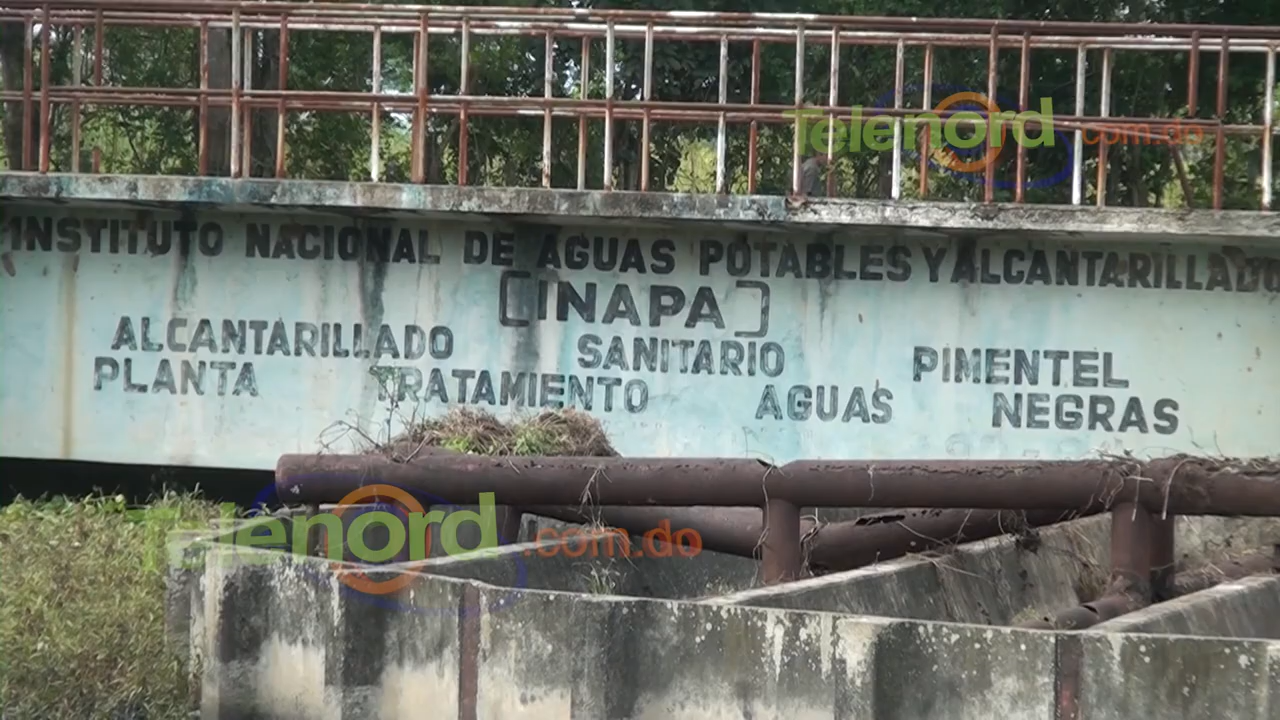 Telenord.com.do
INSTITUTO NACIONAL DE AGUAS POTABLES Y ALCANTARILLADO
[INAPA]
ALCANTARILLADO SANITARIO PIMENTEL
PLANTA TRATAMIENTO AGUAS NEGRAS
Telenord.com.do